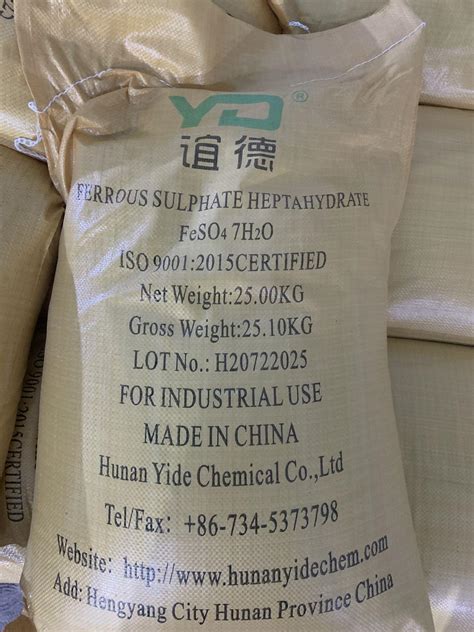 YD®
谊德
FERROUS SULPHATE HEPTAHYDRATE
FeSO4 7H2O
ISO 9001:2015CERTIFIED
Net Weight:25.00KG
Gross Weight:25.10KG
LOT No.: H20722025
FOR INDUSTRIAL USE
MADE IN CHINA
Hunan Yide Chemical Co.,Ltd
Tel/Fax: +86-734-5373798
Website: http://www.hunanyidechem.com
Add: Hengyang City Hunan Province China
9001:2015CERTIFIED